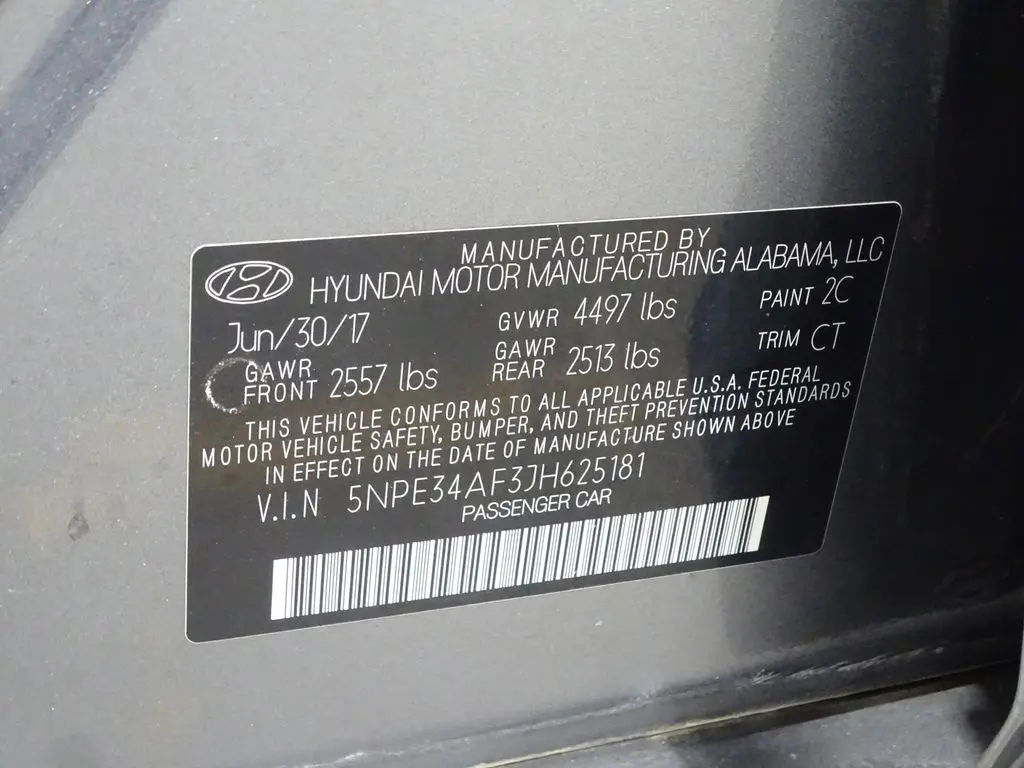 MANUFACTURED BY
HYUNDAI MOTOR MANUFACTURING ALABAMA, LLC
Jun/30/17 GVWR 4497 lbs PAINT 2C
GAWR FRONT 2557 lbs GAWR REAR 2513 lbs TRIM CT
THIS VEHICLE CONFORMS TO ALL APPLICABLE U.S.A. FEDERAL
MOTOR VEHICLE SAFETY, BUMPER, AND THEFT PREVENTION STANDARDS
IN EFFECT ON THE DATE OF MANUFACTURE SHOWN ABOVE
V.I.N 5NPE34AF3JH625181
PASSENGER CAR